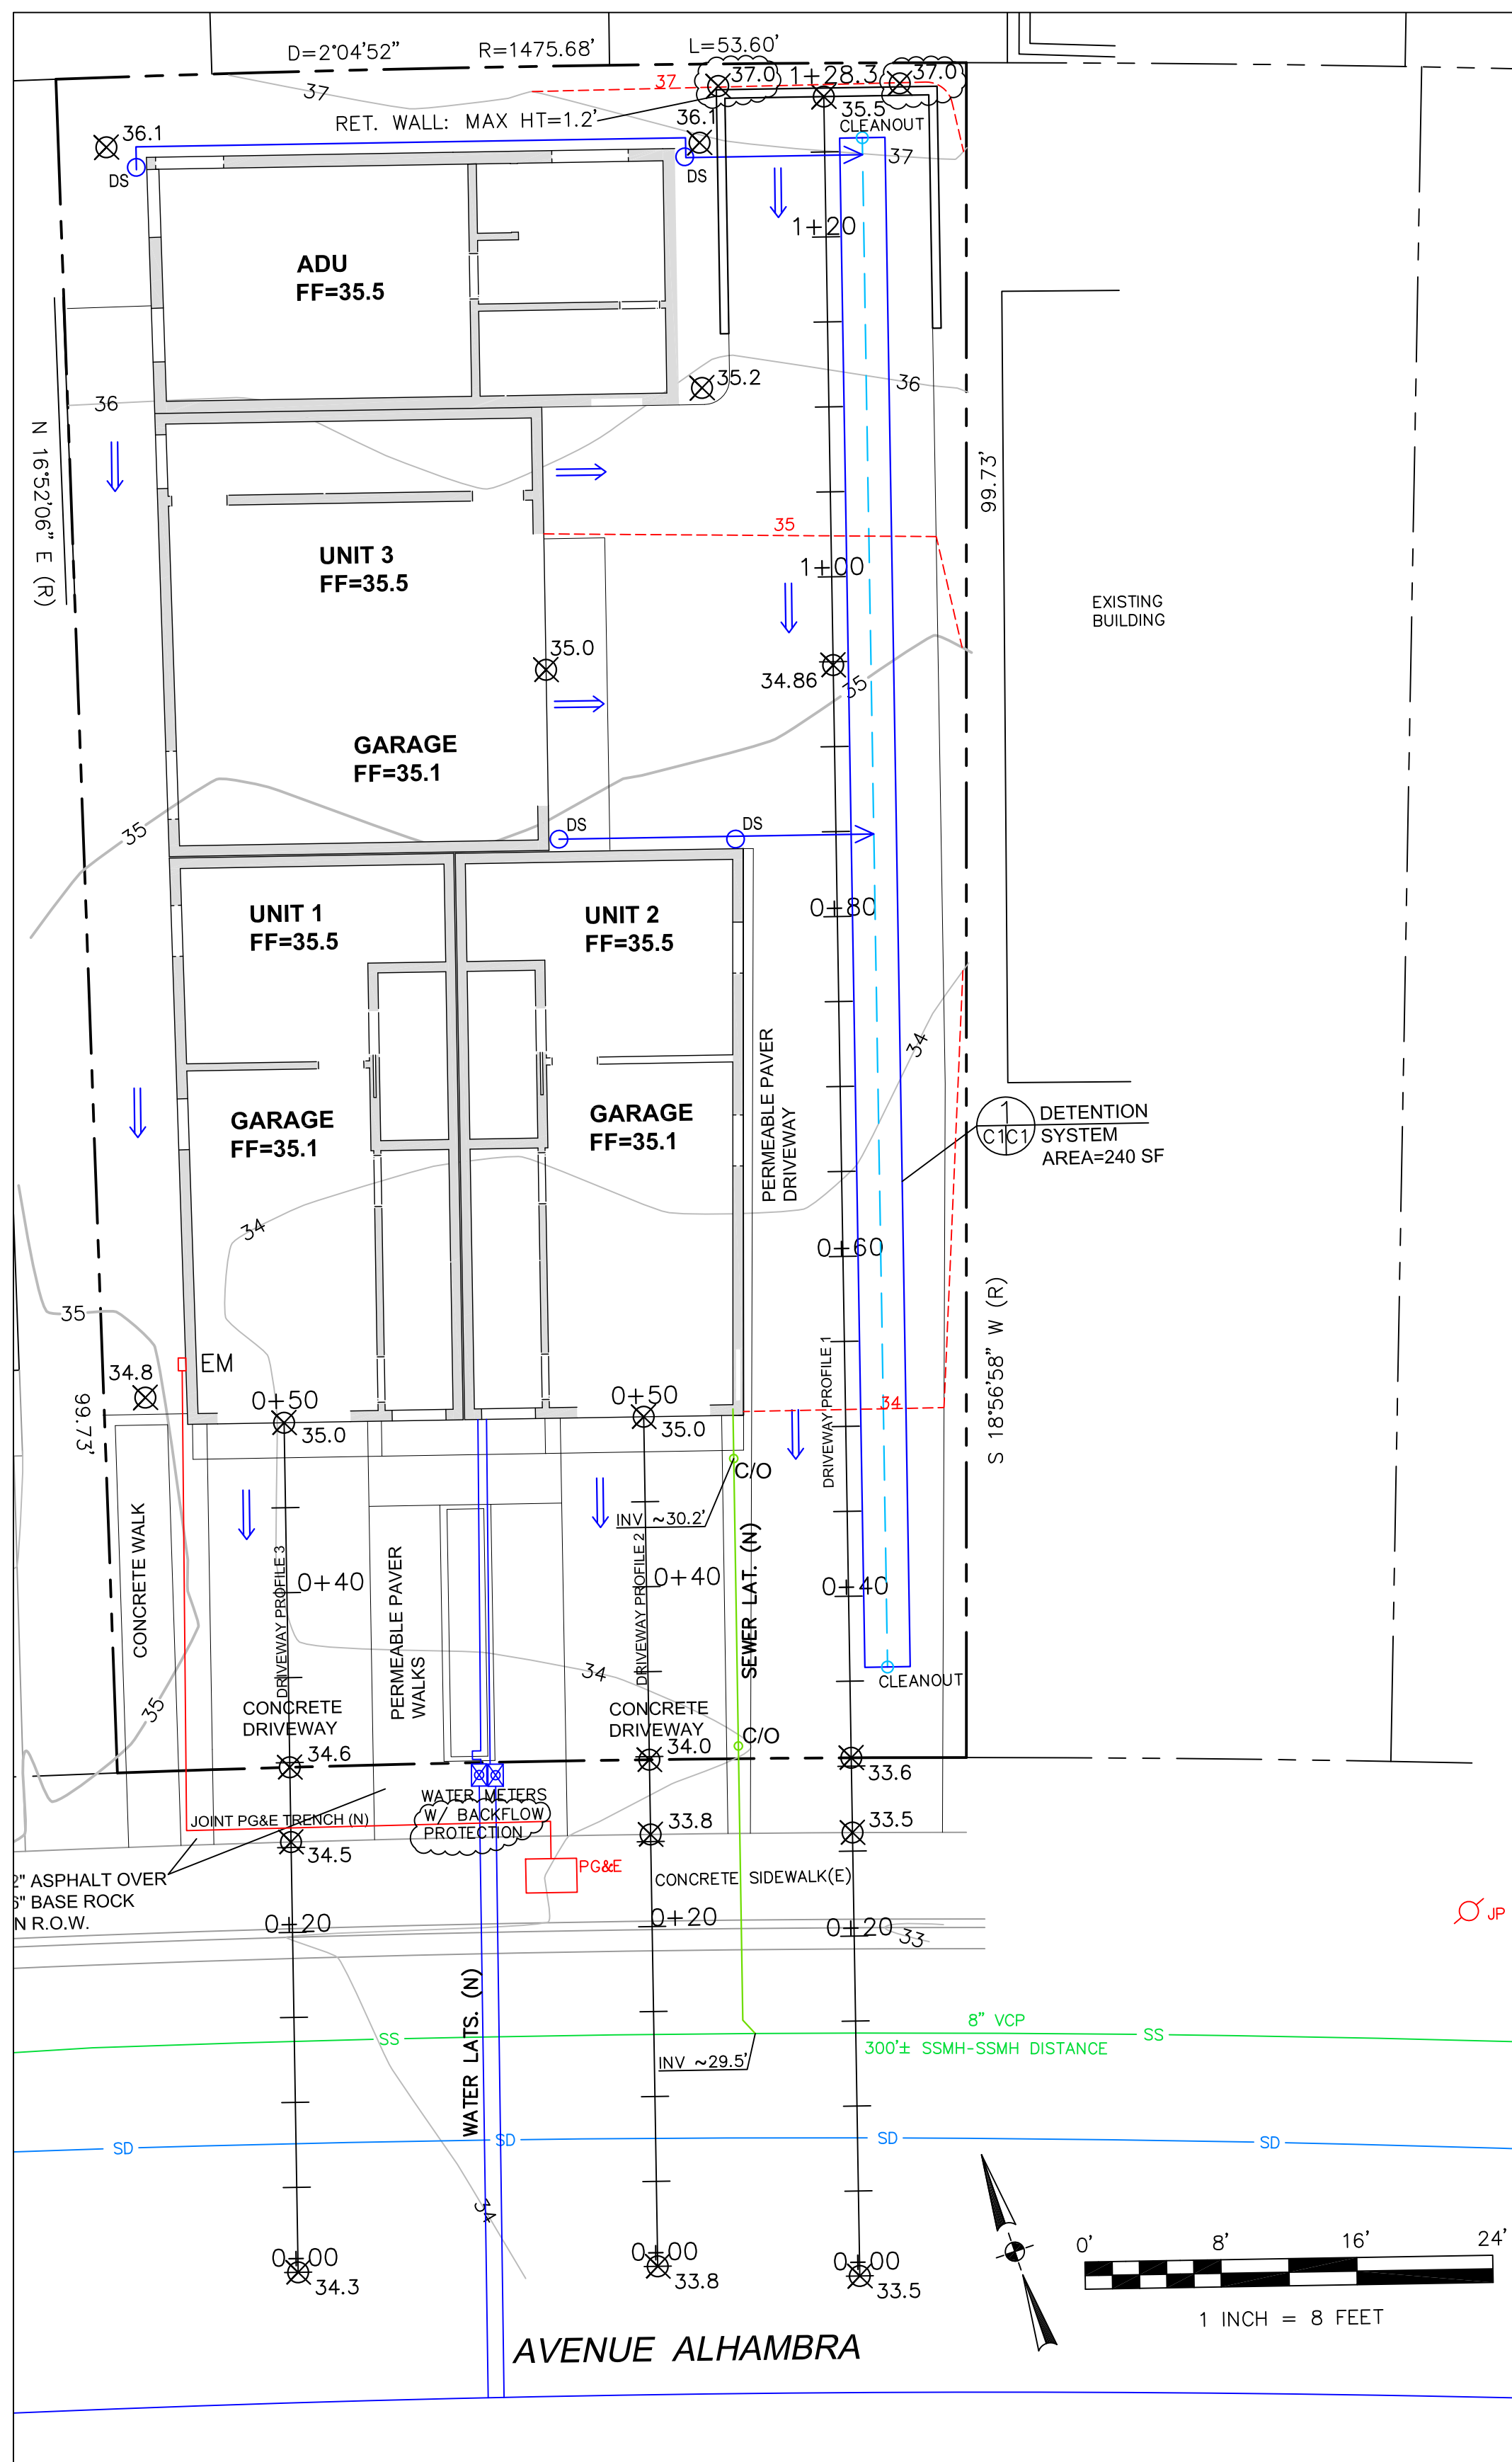 D=2°04'52"
R=1475.68'
L=53.60'
37
37
37.0
1+28.3
37.0
RET. WALL: MAX HT=1.2'
36.1
36.1
35.5
CLEANOUT
37
DS
DS
1+20
ADU
FF=35.5
35.2
36
36
N 16°52'06" E (R)
99.73'
35
UNIT 3
FF=35.5
1+00
EXISTING
BUILDING
35.0
34.86
35
GARAGE
FF=35.1
35
DS
DS
UNIT 1
FF=35.5
UNIT 2
FF=35.5
0+80
34
PERMEABLE PAVER
DRIVEWAY
GARAGE
FF=35.1
GARAGE
FF=35.1
1
C1 C1
DETENTION
SYSTEM
AREA=240 SF
34
0+60
35
S 18°56'58" W (R)
EM
34.8
99.73'
0+50
35.0
0+50
35.0
34
DRIVEWAY PROFILE 1
C/O
INV ~30.2'
CONCRETE WALK
DRIVEWAY PROFILE 3
0+40
PERMEABLE PAVER
WALKS
DRIVEWAY PROFILE 2
0+40
SEWER LAT. (N)
0+40
34
35
CLEANOUT
CONCRETE
DRIVEWAY
CONCRETE
DRIVEWAY
C/O
34.6
34.0
33.6
WATER METERS
W/ BACKFLOW
PROTECTION
JOINT PG&E TRENCH (N)
34.5
33.8
33.5
2" ASPHALT OVER
6" BASE ROCK
N R.O.W.
PG&E
CONCRETE SIDEWALK(E)
0+20
0+20
0+20
33
JP
WATER LATS. (N)
SS
8" VCP
SS
300'± SSMH-SSMH DISTANCE
INV ~29.5'
SD
SD
SD
SD
34
0+00
34.3
0+00
33.8
0+00
33.5
0'
8'
16'
24'
1 INCH = 8 FEET
AVENUE ALHAMBRA